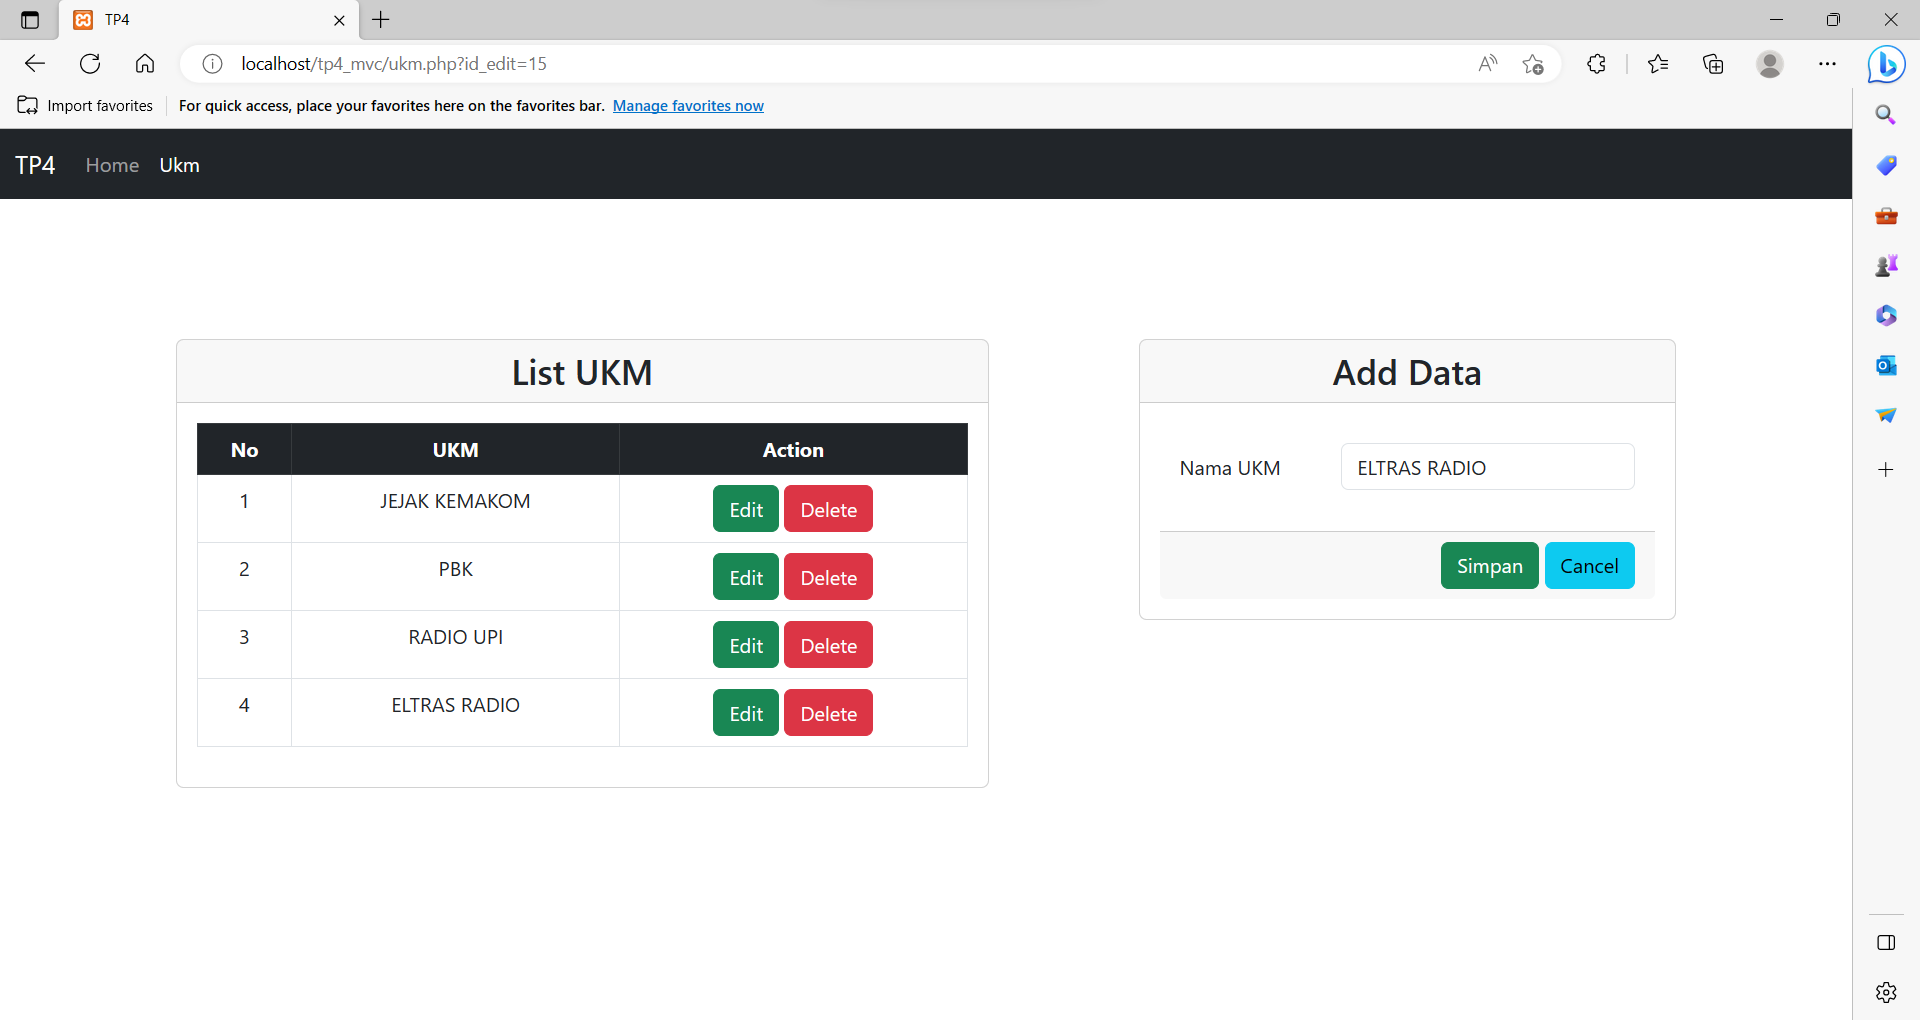 TP4
localhost/tp4_mvc/ukm.php?id_edit=15
Import favorites For quick access, place your favorites here on the favorites bar. Manage favorites now
TP4 Home Ukm
List UKM
No UKM Action
1 JEJAK KEMAKOM Edit Delete
2 PBK Edit Delete
3 RADIO UPI Edit Delete
4 ELTRAS RADIO Edit Delete
Add Data
Nama UKM ELTRAS RADIO
Simpan Cancel